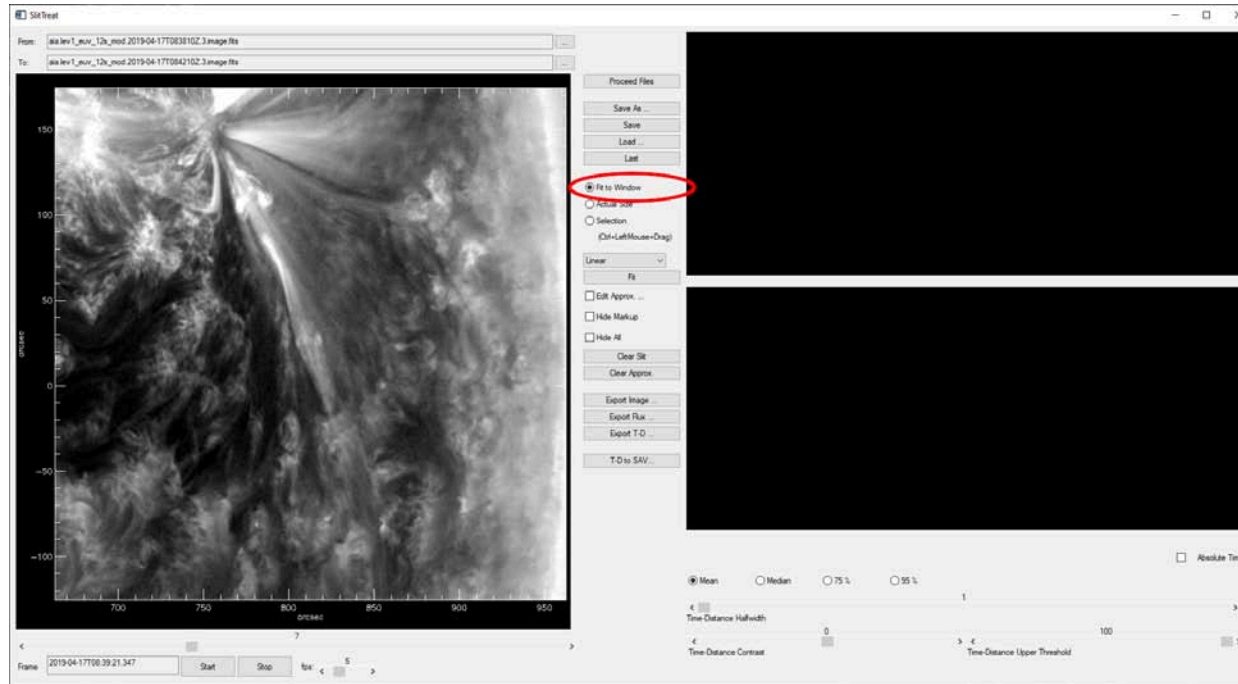 SlitTreat
From: aia.lev1_euv_12s_mod.2019-04-17T083810Z.3.image.fits ...
To: aia.lev1_euv_12s_mod.2019-04-17T084210Z.3.image.fits ...
Proceed Files
Save As ...
Save
Load ...
Last
Fit to Window
Actual Size
Selection
(Ctrl+LeftMouse+Drag)
Linear
Fit
Edit Approx. ...
Hide Markup
Hide All
Clear Slit
Clear Approx.
Export Image ...
Export Flux ...
Export T-D ...
T-D to SAV ...
150
100
50
0
-50
-100
arcsec
700 750 800 850 900 950
arcsec
7
Frame 2019-04-17T08:39:21.347 Start Stop fps: 5
Absolute Tim
Mean Median 75 % 95 %
1
Time-Distance Halfwidth
0 100
Time-Distance Contrast Time-Distance Upper Threshold